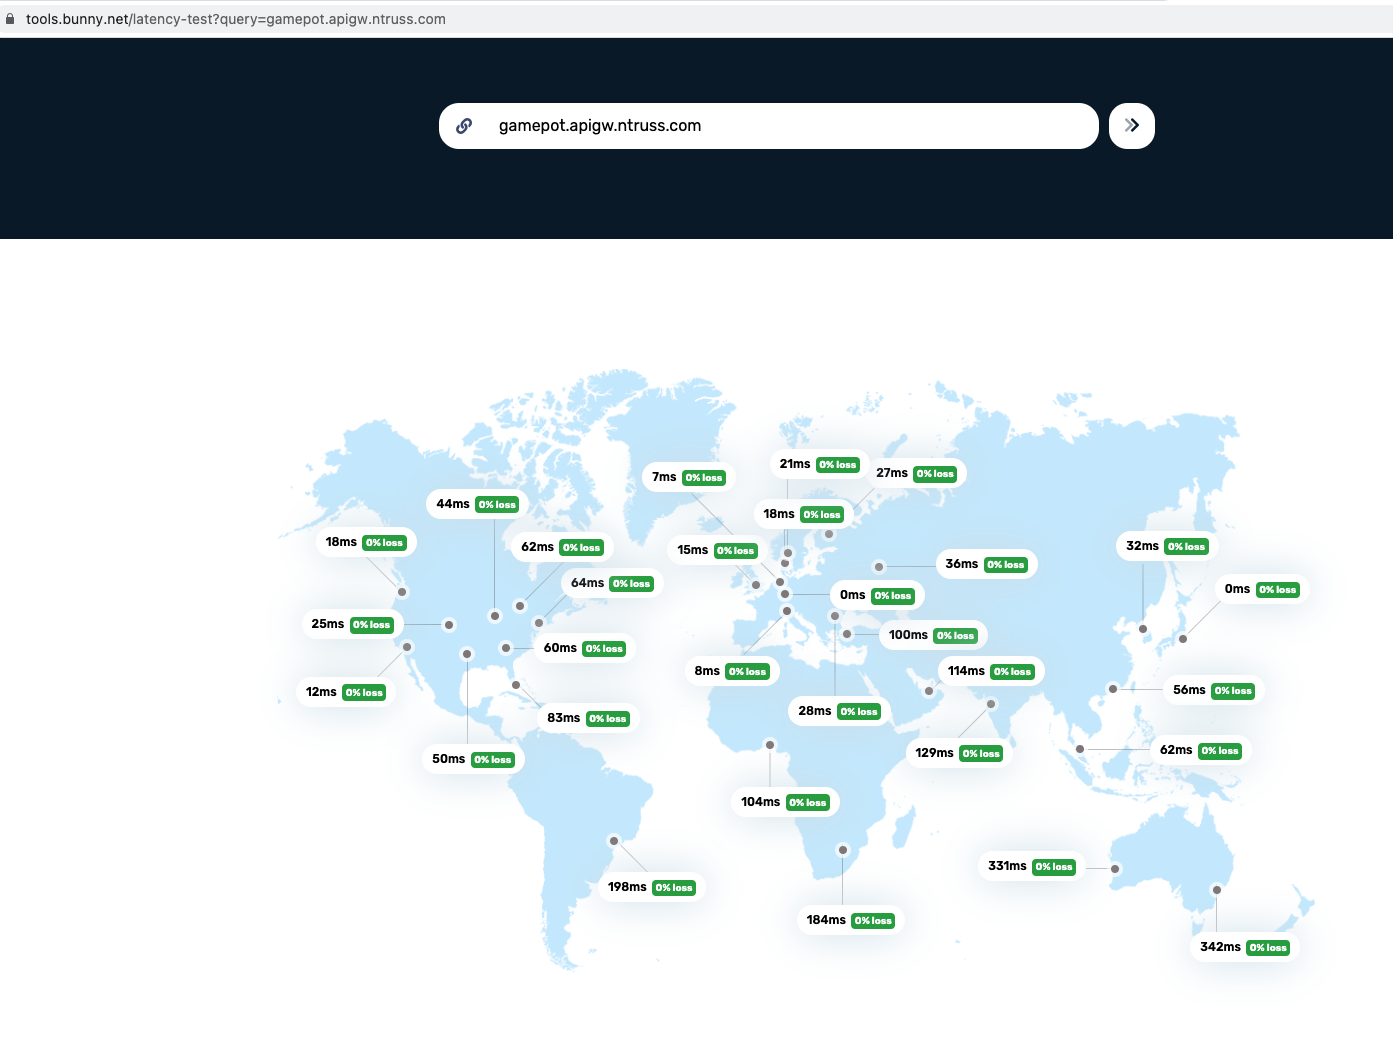 tools.bunny.net/latency-test?query=gamepot.apigw.ntruss.com
gamepot.apigw.ntruss.com
21ms 0% loss
27ms 0% loss
7ms 0% loss
44ms 0% loss
18ms 0% loss
18ms 0% loss
62ms 0% loss
15ms 0% loss
32ms 0% loss
36ms 0% loss
64ms 0% loss
0ms 0% loss
0ms 0% loss
25ms 0% loss
100ms 0% loss
60ms 0% loss
8ms 0% loss
114ms 0% loss
12ms 0% loss
56ms 0% loss
28ms 0% loss
83ms 0% loss
62ms 0% loss
129ms 0% loss
50ms 0% loss
104ms 0% loss
331ms 0% loss
198ms 0% loss
184ms 0% loss
342ms 0% loss